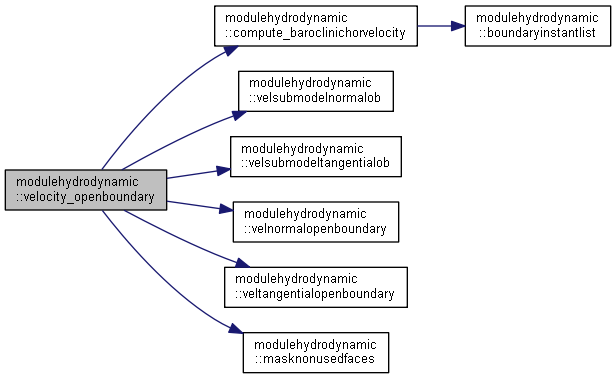 modulehydrodynamic
::compute_baroclinichorvelocity
modulehydrodynamic
::boundaryinstantlist
modulehydrodynamic
::velsubmodelnormalob
modulehydrodynamic
::velsubmodeltangentialob
modulehydrodynamic
::velocity_openboundary
modulehydrodynamic
::velnormalopenboundary
modulehydrodynamic
::veltangentialopenboundary
modulehydrodynamic
::masknonusedfaces